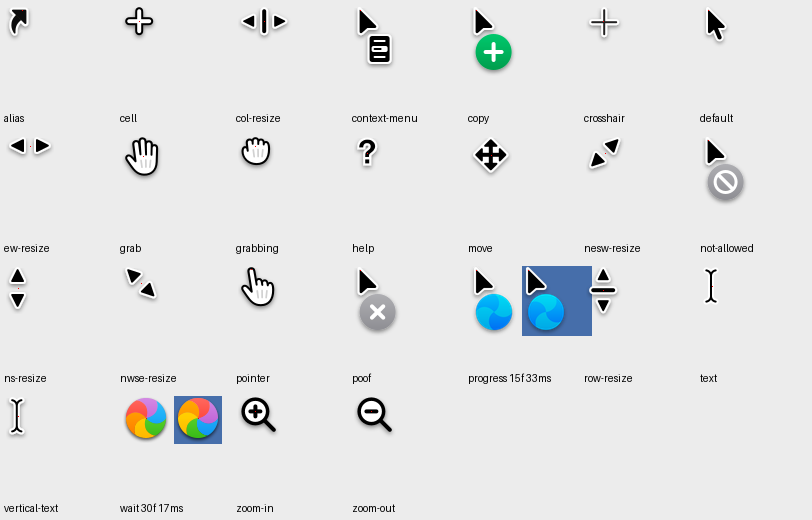 alias cell col-resize context-menu copy crosshair default
?
ew-resize grab grabbing help move nesw-resize not-allowed
ns-resize nwse-resize pointer poof progress 15f 33ms row-resize text
vertical-text wait 30f 17ms zoom-in zoom-out